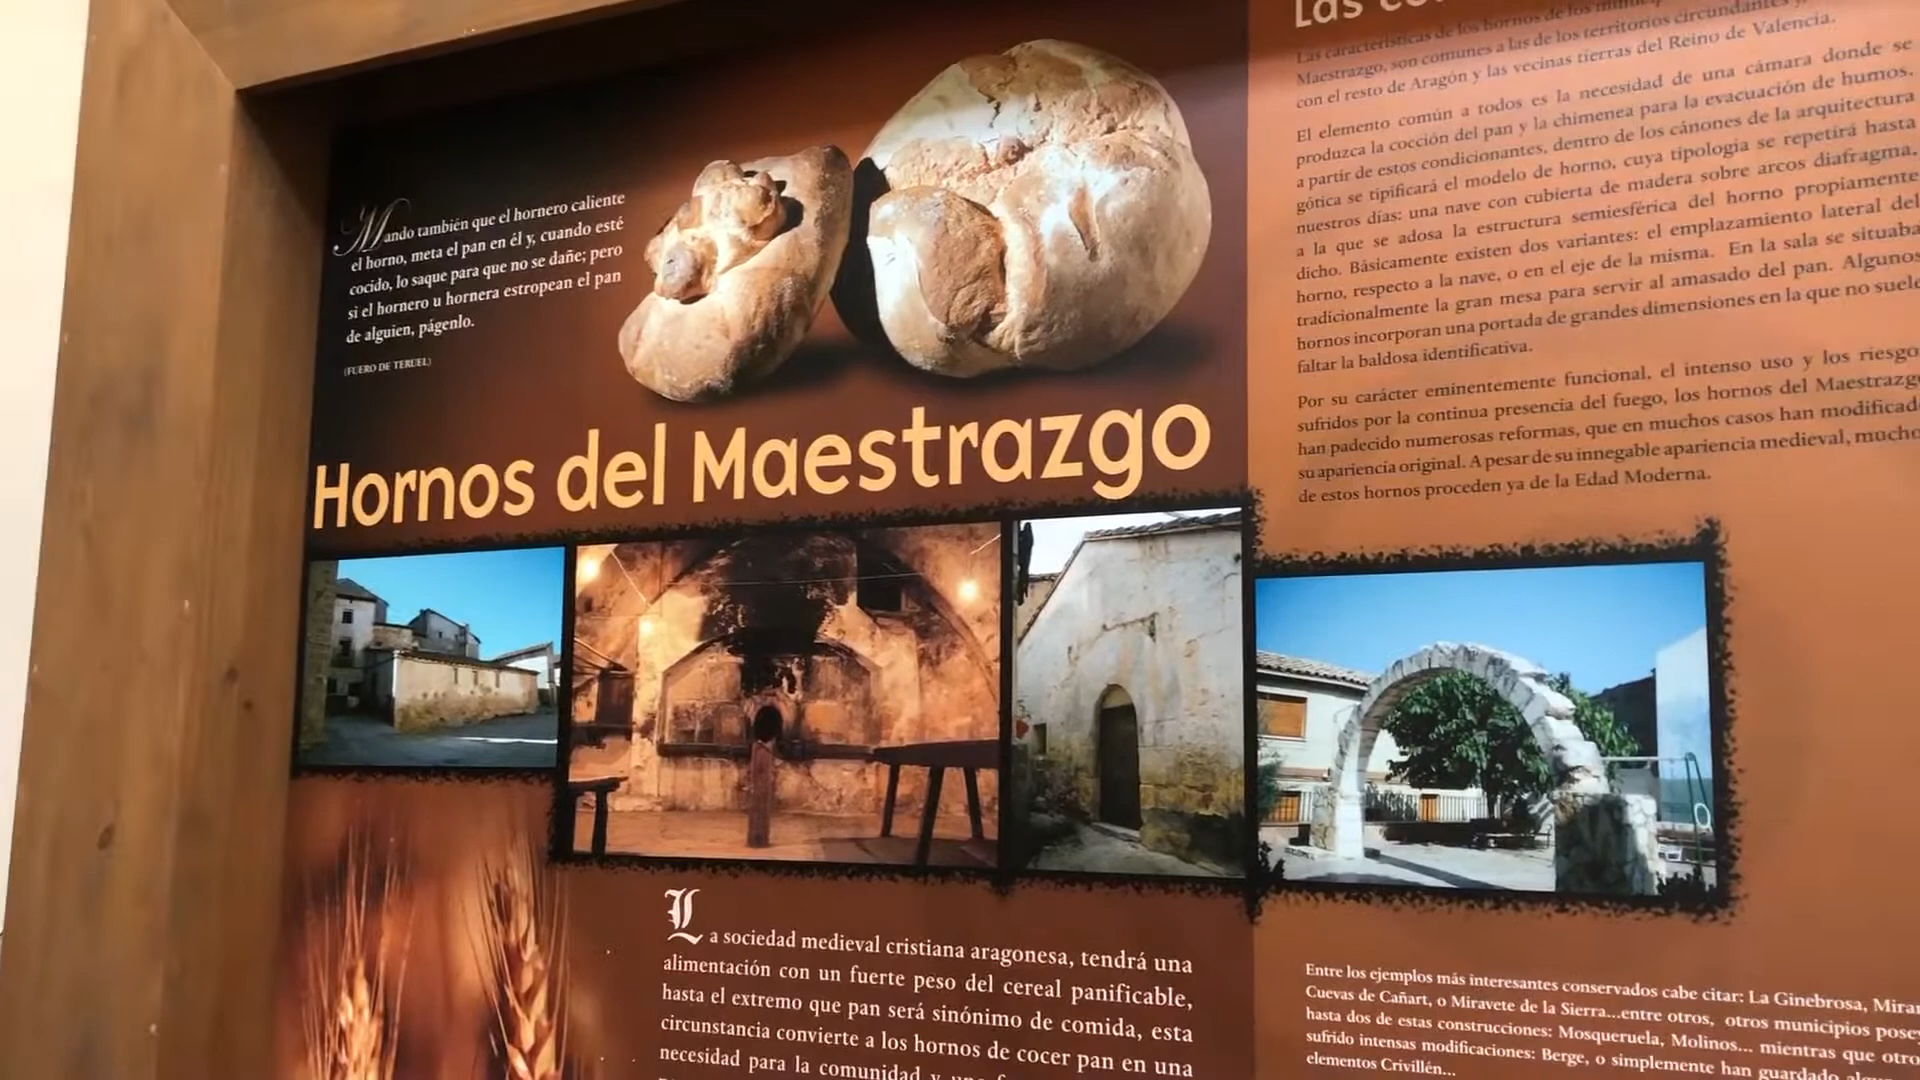 Mando también que el hornero caliente
el horno, meta el pan en él y, cuando esté
cocido, lo saque para que no se dañe; pero
si el hornero u hornera estropean el pan
de alguien, págenlo.
(FUERO DE TERUEL)
Hornos del Maestrazgo
La sociedad medieval cristiana aragonesa, tendrá una
alimentación con un fuerte peso del cereal panificable,
hasta el extremo que pan será sinónimo de comida, esta
circunstancia convierte a los hornos de cocer pan en una
necesidad para la comunidad y
Las
Las características de los hornos de los
Maestrazgo, son comunes a las de los territorios circundantes
con el resto de Aragón y las vecinas tierras del Reino de Valencia.
El elemento común a todos es la necesidad de una cámara donde se
produzca la cocción del pan y la chimenea para la evacuación de humos.
a partir de estos condicionantes, dentro de los cánones de la arquitectura
gótica se tipificará el modelo de horno, cuya tipología se repetirá hasta
nuestros días: una nave con cubierta de madera sobre arcos diafragma,
a la que se adosa la estructura semiesférica del horno propiamente
dicho. Básicamente existen dos variantes: el emplazamiento lateral del
horno, respecto a la nave, o en el eje de la misma. En la sala se situaba
tradicionalmente la gran mesa para servir al amasado del pan. Algunos
hornos incorporan una portada de grandes dimensiones en la que no suele
faltar la baldosa identificativa.
Por su carácter eminentemente funcional, el intenso uso y los riesgo
sufridos por la continua presencia del fuego, los hornos del Maestrazg
han padecido numerosas reformas, que en muchos casos han modificad
su apariencia original. A pesar de su innegable apariencia medieval, mucho
de estos hornos proceden ya de la Edad Moderna.
Entre los ejemplos más interesantes conservados cabe citar: La Ginebrosa, Mira
Cuevas de Cañart, o Miravete de la Sierra...entre otros, otros municipios pose
hasta dos de estas construcciones: Mosqueruela, Molinos... mientras que otro
sufrido intensas modificaciones: Berge, o simplemente han guardado
elementos Crivillén...